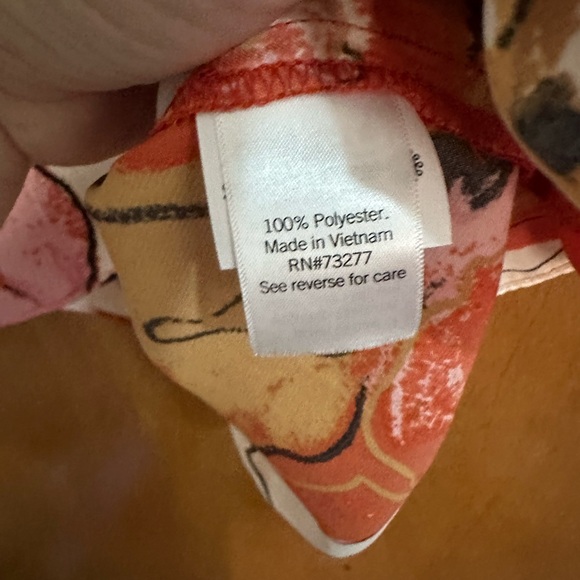 100% Polyester.
Made in Vietnam
RN#73277
See reverse for care